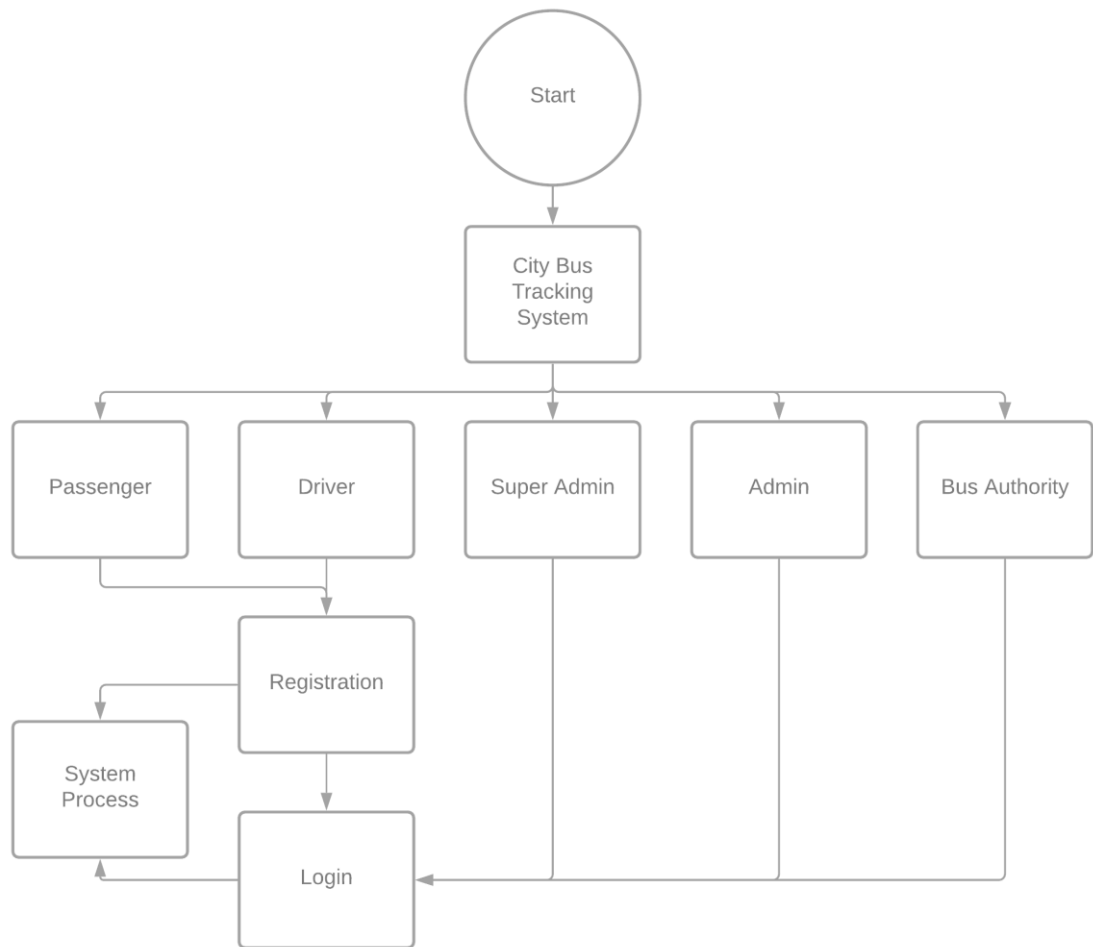 Start
City Bus
Tracking
System
Passenger
Driver
Super Admin
Admin
Bus Authority
Registration
System
Process
Login